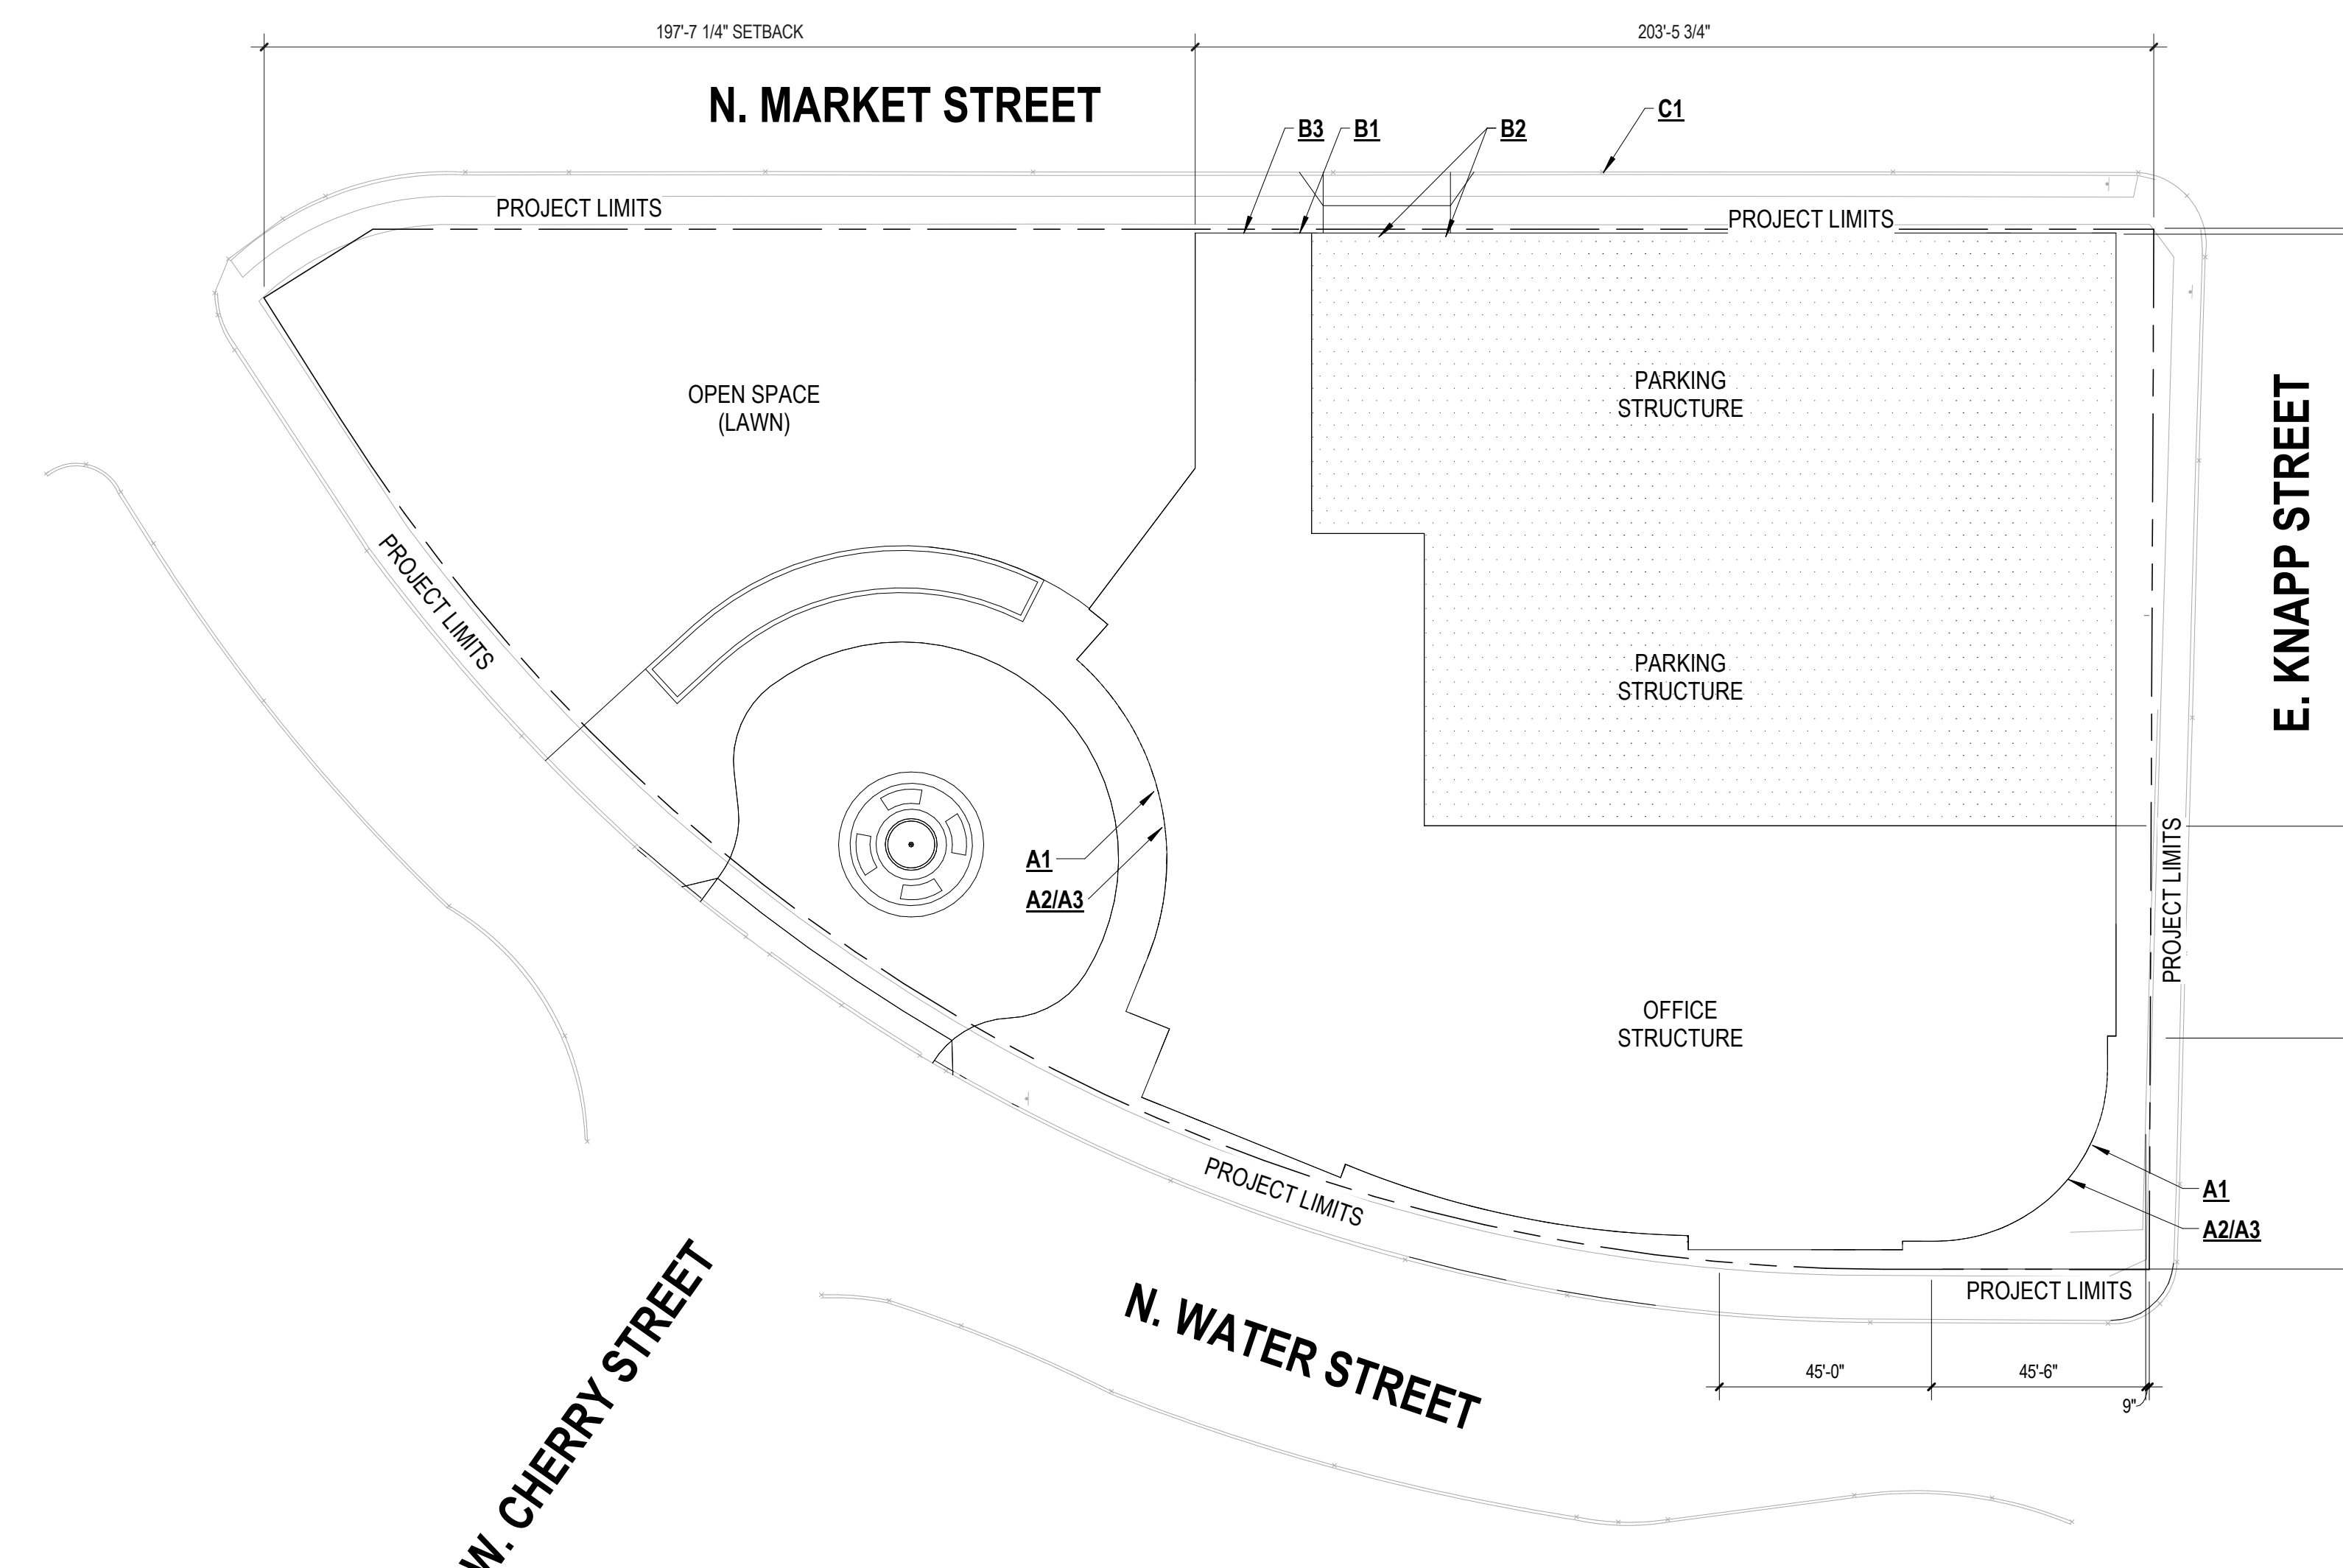 197'-7 1/4" SETBACK
203'-5 3/4"
N. MARKET STREET
C1
B3
B1
B2
PROJECT LIMITS
PROJECT LIMITS
OPEN SPACE
(LAWN)
PARKING
STRUCTURE
E. KNAPP STREET
PROJECT LIMITS
PARKING
STRUCTURE
A1
A2/A3
PROJECT LIMITS
OFFICE
STRUCTURE
PROJECT LIMITS
A1
A2/A3
PROJECT LIMITS
N. WATER STREET
W. CHERRY STREET
45'-0"
45'-6"
9"